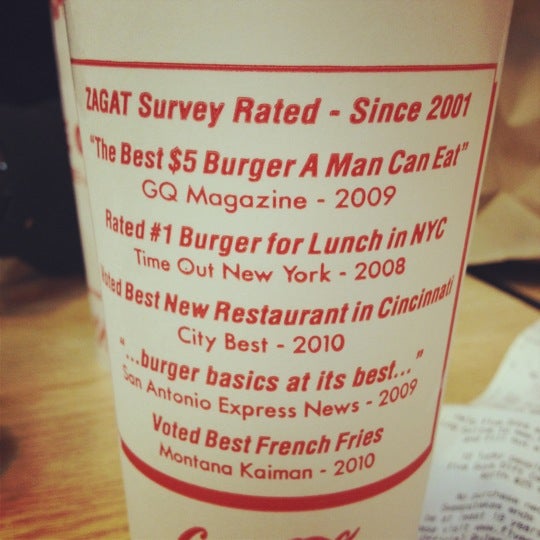 ZAGAT Survey Rated - Since 2001
"The Best $5 Burger A Man Can Eat"
GQ Magazine - 2009
Rated #1 Burger for Lunch in NYC
Time Out New York - 2008
Voted Best New Restaurant in Cincinnati
City Best - 2010
"...burger basics at its best..."
San Antonio Express News - 2009
Voted Best French Fries
Montana Kaiman - 2010